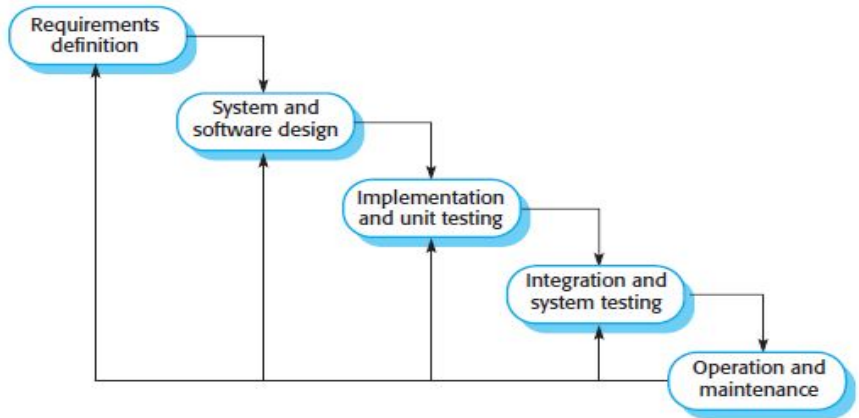 Requirements
definition
System and
software design
Implementation
and unit testing
Integration and
system testing
Operation and
maintenance